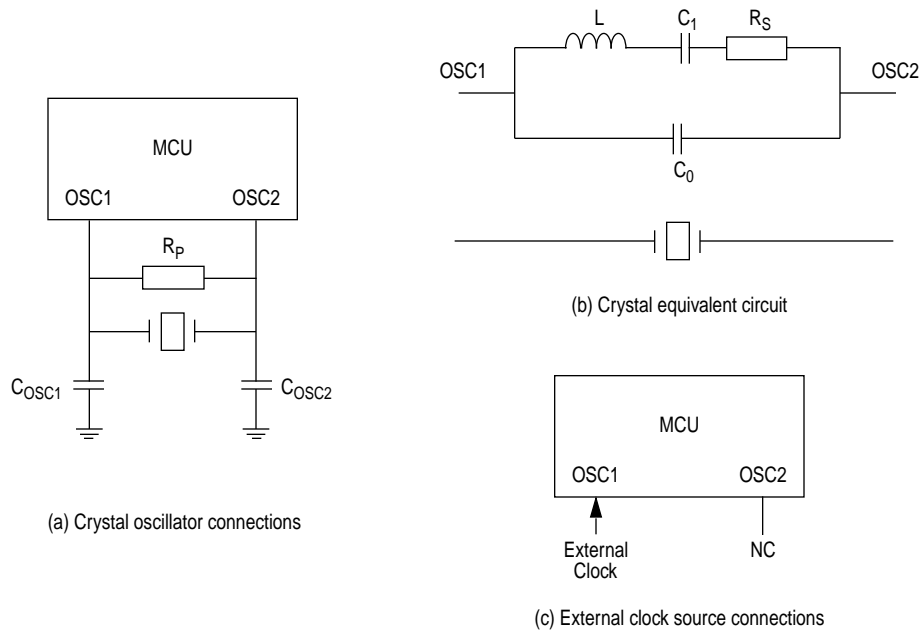 MCU
OSC1 OSC2
RP
COSC1 COSC2
(a) Crystal oscillator connections
L C1 RS
OSC1 OSC2
C0
(b) Crystal equivalent circuit
MCU
OSC1 OSC2
External NC
Clock
(c) External clock source connections